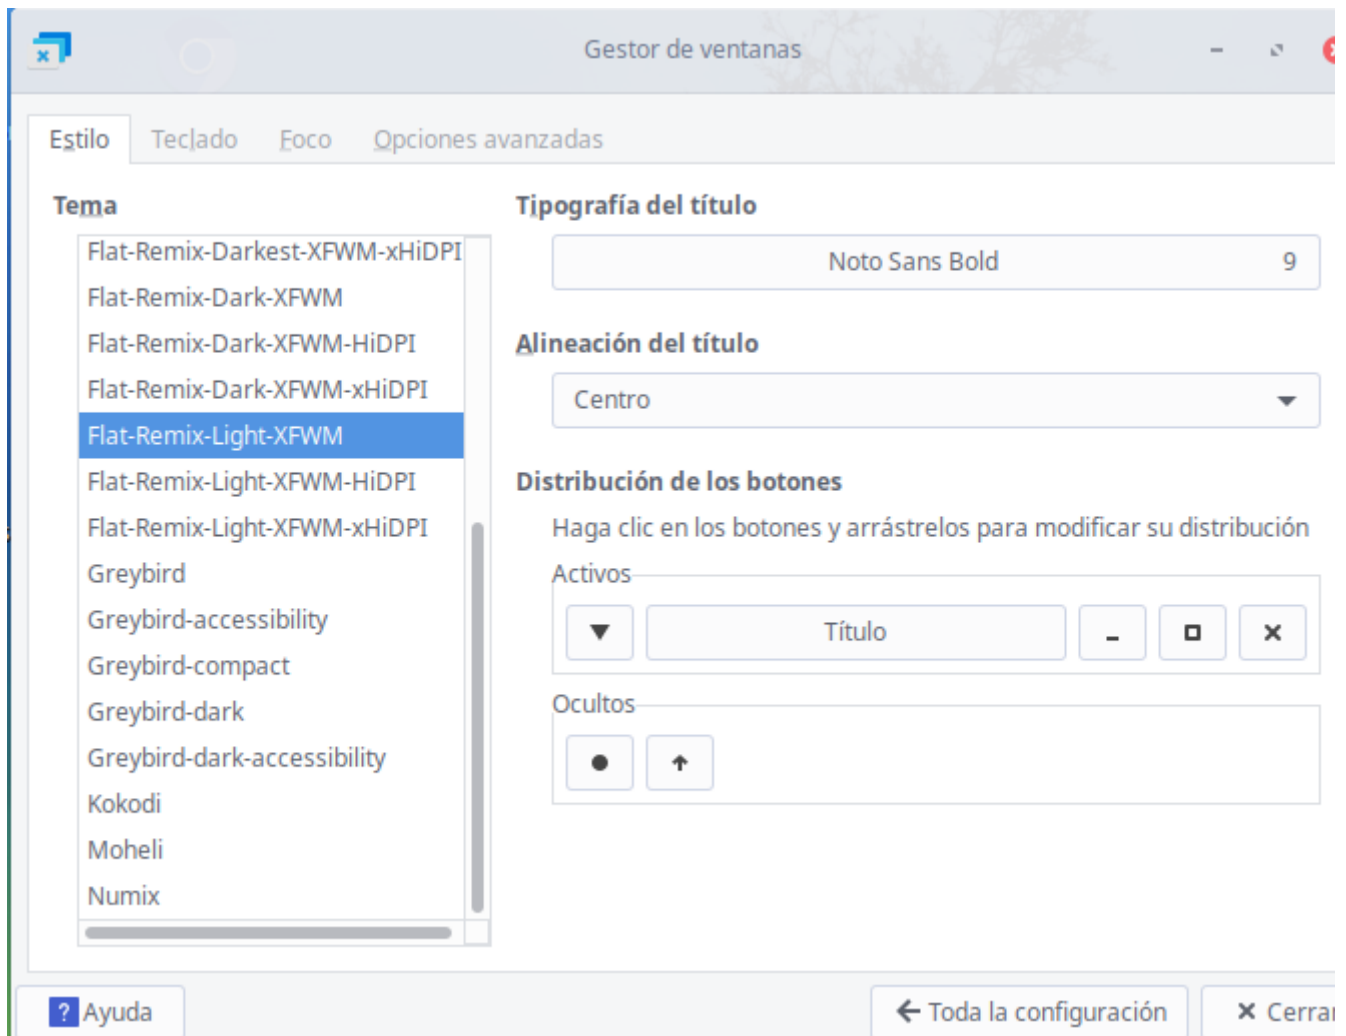 Gestor de ventanas
Estilo Teclado Foco Opciones avanzadas
Tema
Flat-Remix-Darkest-XFWM-xHiDPI
Flat-Remix-Dark-XFWM
Flat-Remix-Dark-XFWM-HiDPI
Flat-Remix-Dark-XFWM-xHiDPI
Flat-Remix-Light-XFWM
Flat-Remix-Light-XFWM-HiDPI
Flat-Remix-Light-XFWM-xHiDPI
Greybird
Greybird-accessibility
Greybird-compact
Greybird-dark
Greybird-dark-accessibility
Kokodi
Moheli
Numix
Tipografía del título
Noto Sans Bold 9
Alineación del título
Centro
Distribución de los botones
Haga clic en los botones y arrástrelos para modificar su distribución
Activos
Título
Ocultos
? Ayuda
Toda la configuración
Cerrar